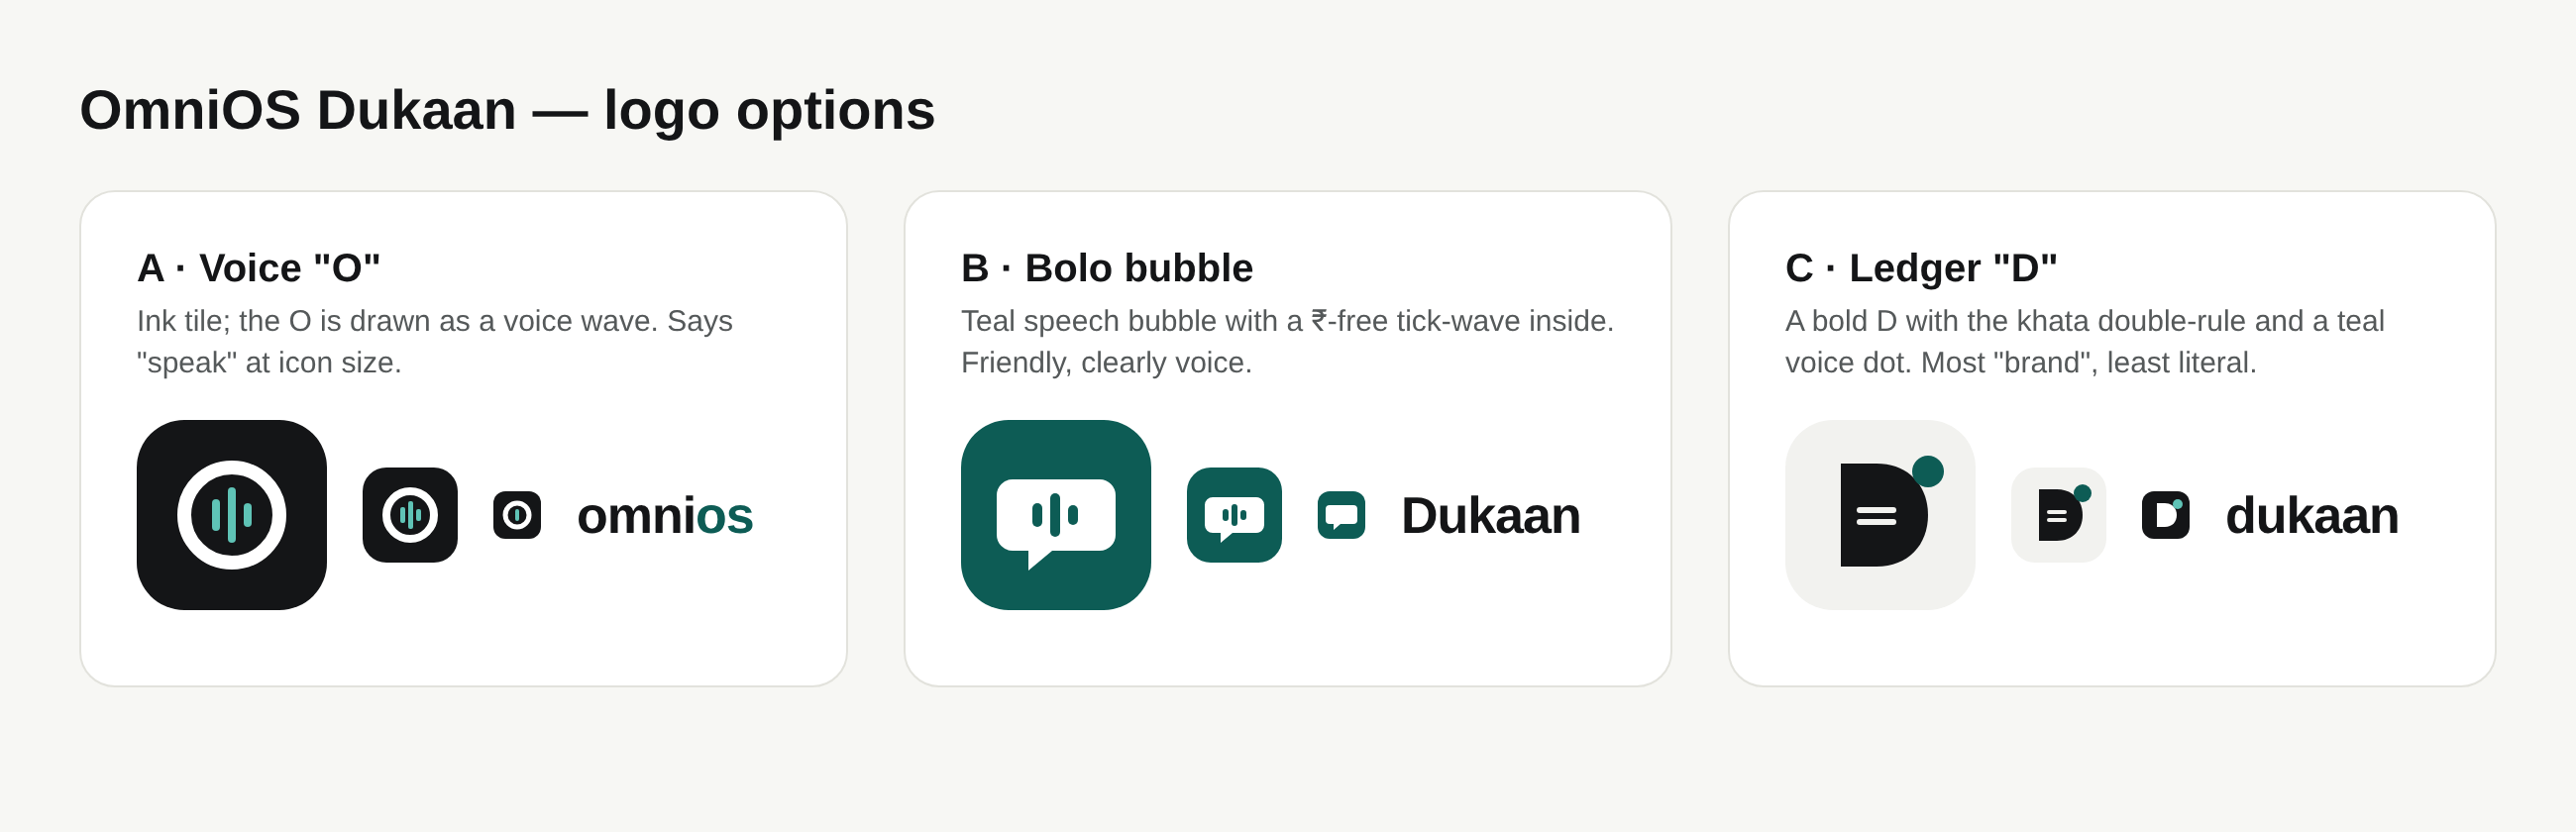 OmniOS Dukaan — logo options
A · Voice "O"
Ink tile; the O is drawn as a voice wave. Says
"speak" at icon size.
omnios
B · Bolo bubble
Teal speech bubble with a ₹-free tick-wave inside.
Friendly, clearly voice.
Dukaan
C · Ledger "D"
A bold D with the khata double-rule and a teal
voice dot. Most "brand", least literal.
dukaan